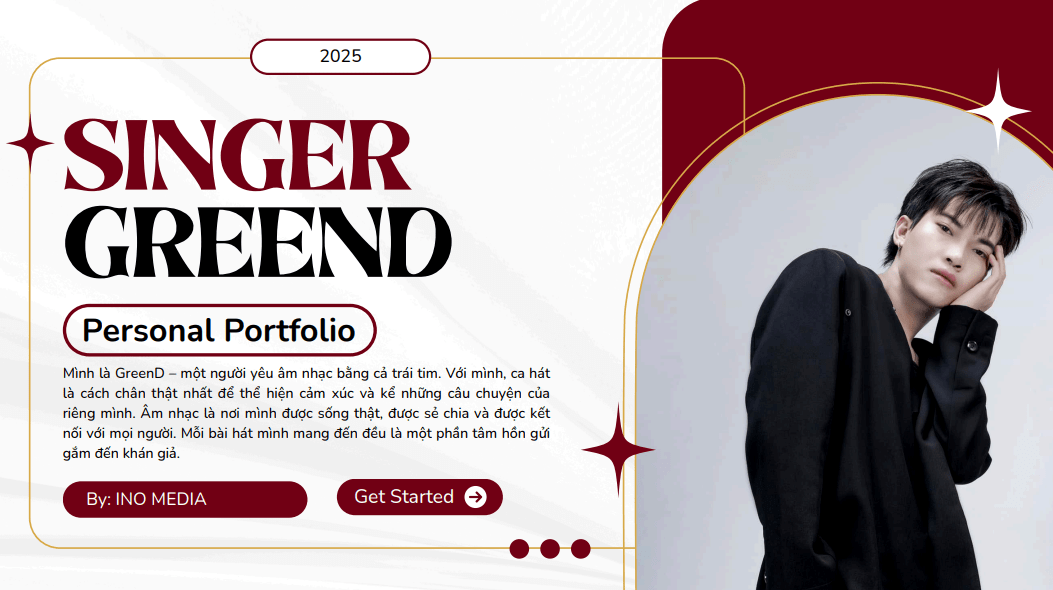 2025
SINGER
GREEND
Personal Portfolio
Mình là GreenD – một người yêu âm nhạc bằng cả trái tim. Với mình, ca hát
là cách chân thật nhất để thể hiện cảm xúc và kể những câu chuyện của
riêng mình. Âm nhạc là nơi mình được sống thật, được sẻ chia và được kết
nối với mọi người. Mỗi bài hát mình mang đến đều là một phần tâm hồn gửi
gắm đến khán giả.
By: INO MEDIA
Get Started